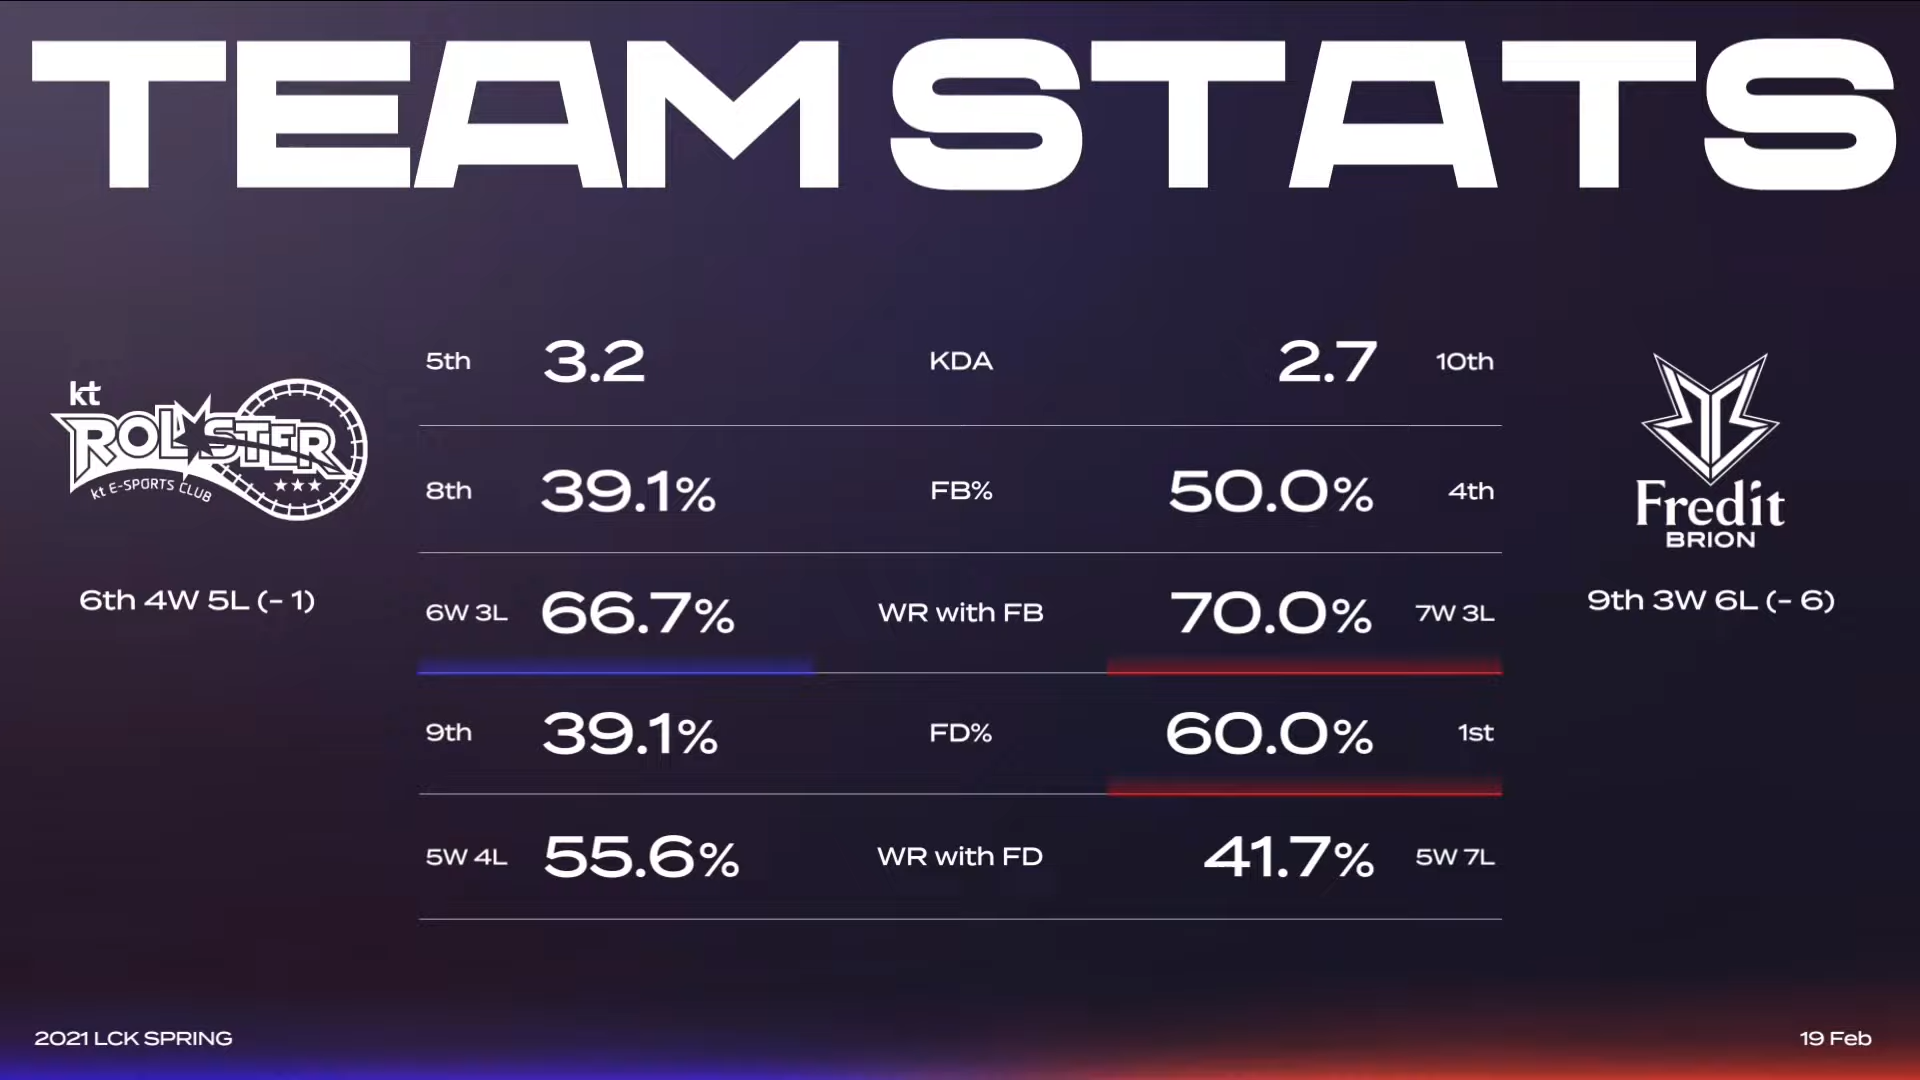 TEAM STATS
5th 3.2 KDA 2.7 10th
kt
ROLSTER
kt E-SPORTS CLUB
8th 39.1% FB% 50.0% 4th
Fredit
BRION
6th 4W 5L (- 1)
6W 3L 66.7% WR with FB 70.0% 7W 3L
9th 3W 6L (- 6)
9th 39.1% FD% 60.0% 1st
5W 4L 55.6% WR with FD 41.7% 5W 7L
2021 LCK SPRING
19 Feb